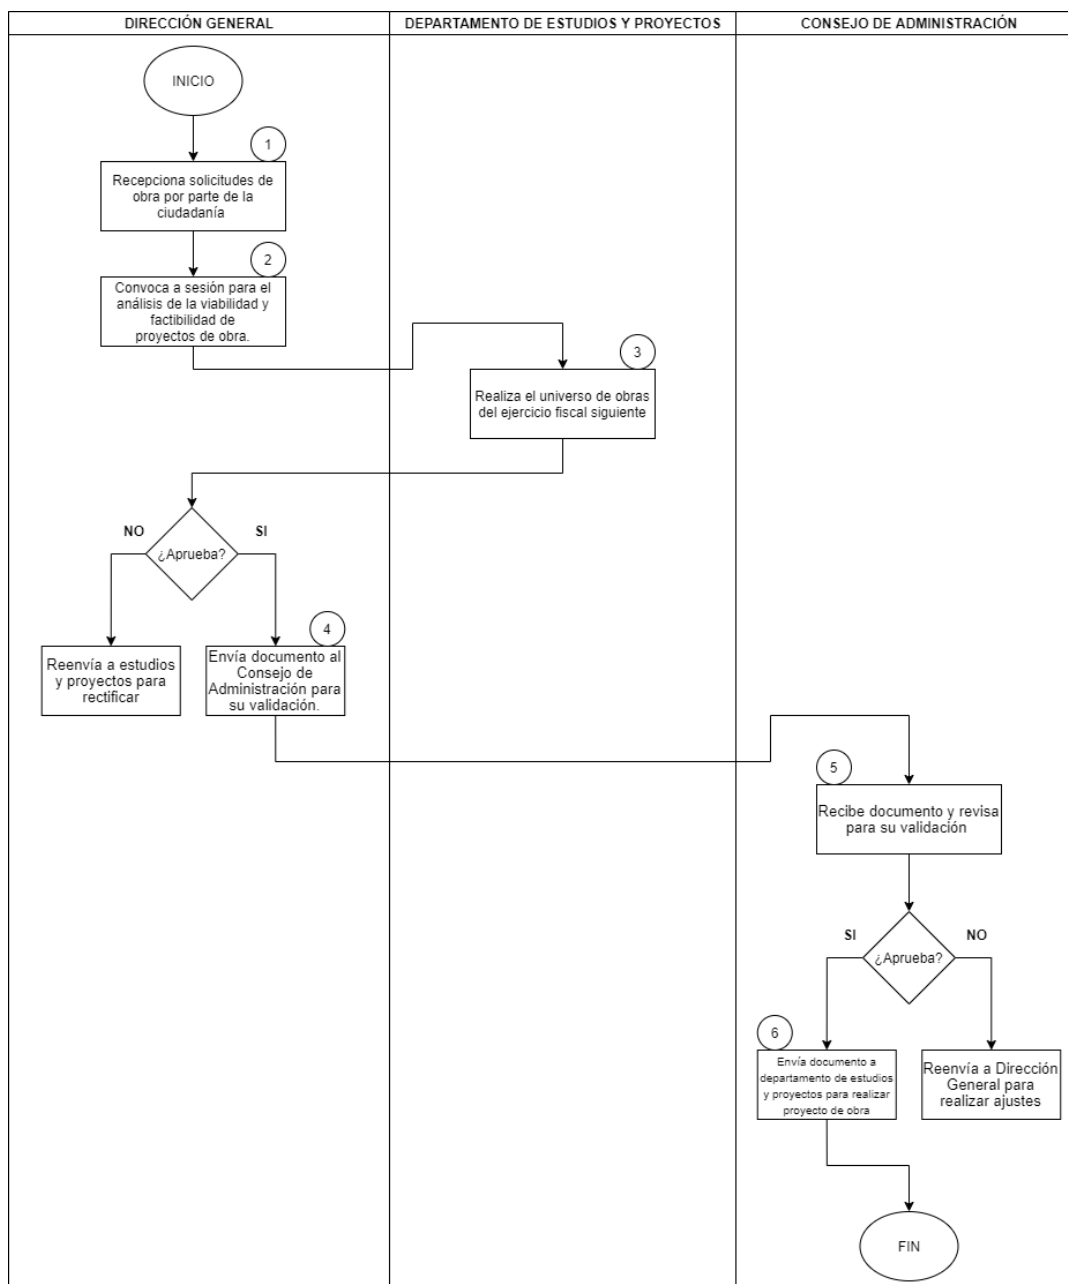 DIRECCIÓN GENERAL
DEPARTAMENTO DE ESTUDIOS Y PROYECTOS
CONSEJO DE ADMINISTRACIÓN
INICIO
1
Recepciona solicitudes de
obra por parte de la
ciudadanía
2
Convoca a sesión para el
análisis de la viabilidad y
factibilidad de
proyectos de obra.
3
Realiza el universo de obras
del ejercicio fiscal siguiente
NO
SI
¿Aprueba?
Reenvía a estudios
y proyectos para
rectificar
4
Envía documento al
Consejo de
Administración para
su validación.
5
Recibe documento y revisa
para su validación
SI
NO
¿Aprueba?
6
Envía documento a
departamento de estudios
y proyectos para realizar
proyecto de obra
Reenvía a Dirección
General para
realizar ajustes
FIN